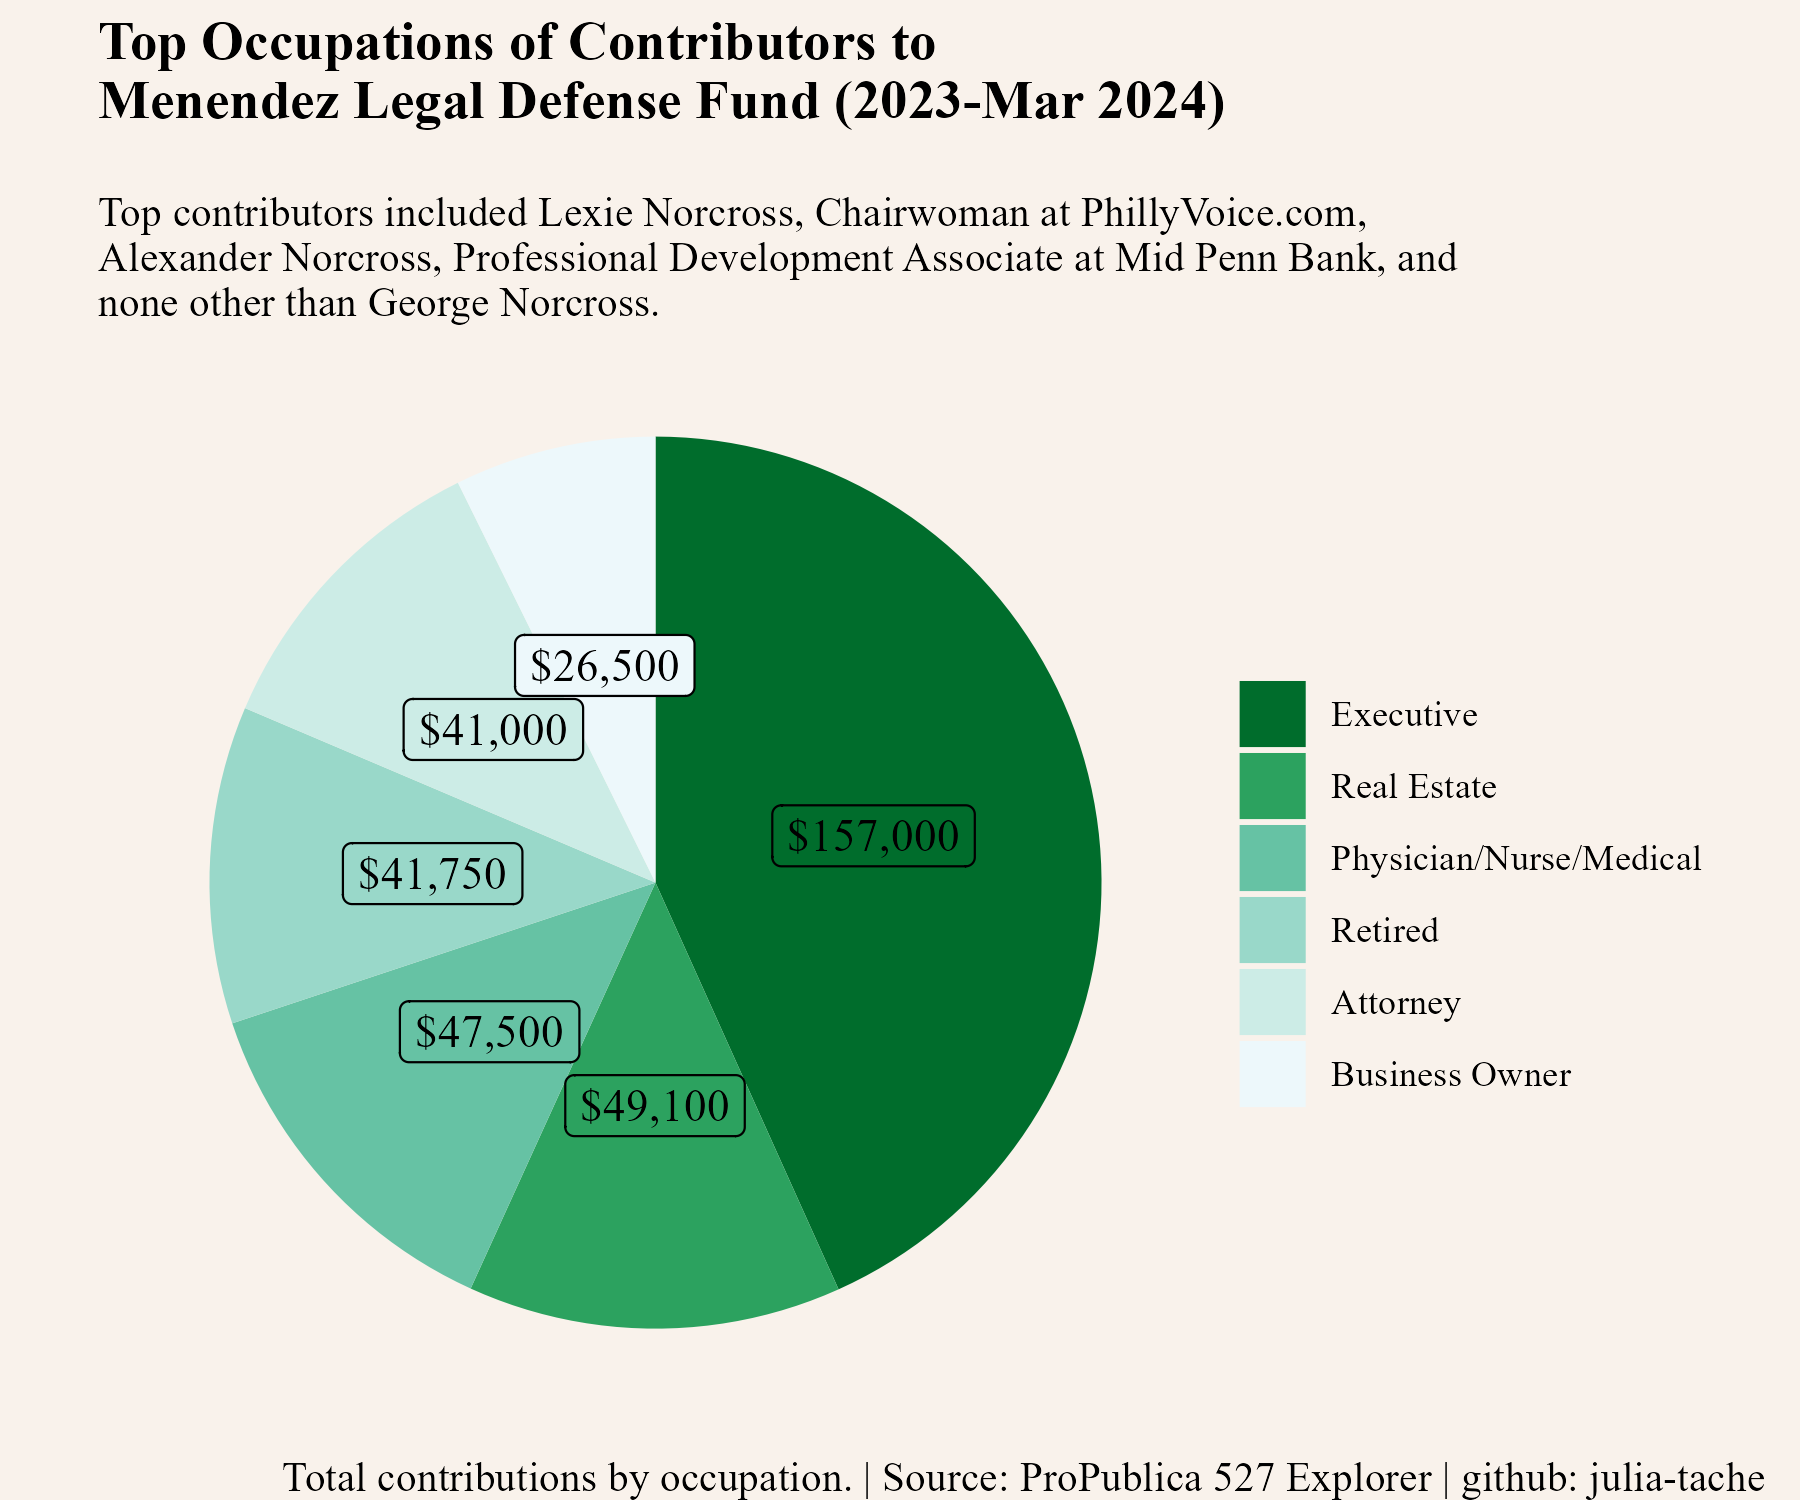 Top Occupations of Contributors to
Menendez Legal Defense Fund (2023-Mar 2024)
Top contributors included Lexie Norcross, Chairwoman at PhillyVoice.com,
Alexander Norcross, Professional Development Associate at Mid Penn Bank, and
none other than George Norcross.
$26,500
$41,000
$157,000
$41,750
$47,500
$49,100
Executive
Real Estate
Physician/Nurse/Medical
Retired
Attorney
Business Owner
Total contributions by occupation. | Source: ProPublica 527 Explorer | github: julia-tache